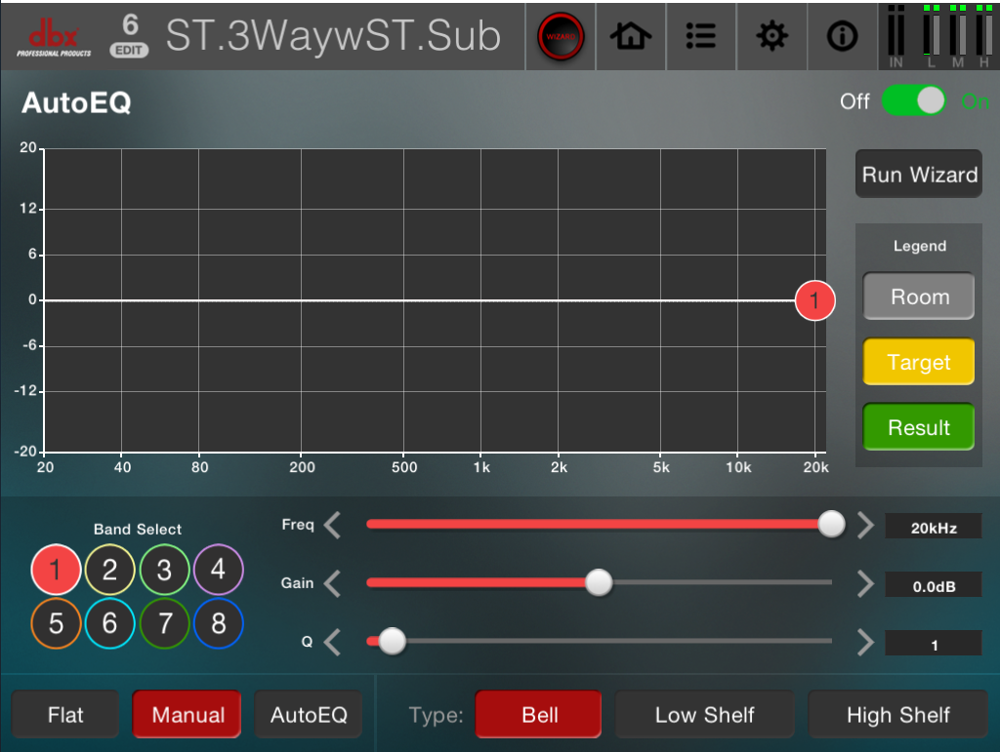 dbx
PROFESSIONAL PRODUCTS
6
EDIT
ST.3WaywST.Sub
WIZARD
IN L M H
AutoEQ
Off On
20
12
6
0
-6
-12
-20
20 40 80 200 500 1k 2k 5k 10k 20k
1
Run Wizard
Legend
Room
Target
Result
Band Select
1 2 3 4
5 6 7 8
Freq 20kHz
Gain 0.0dB
Q 1
Flat Manual AutoEQ Type: Bell Low Shelf High Shelf